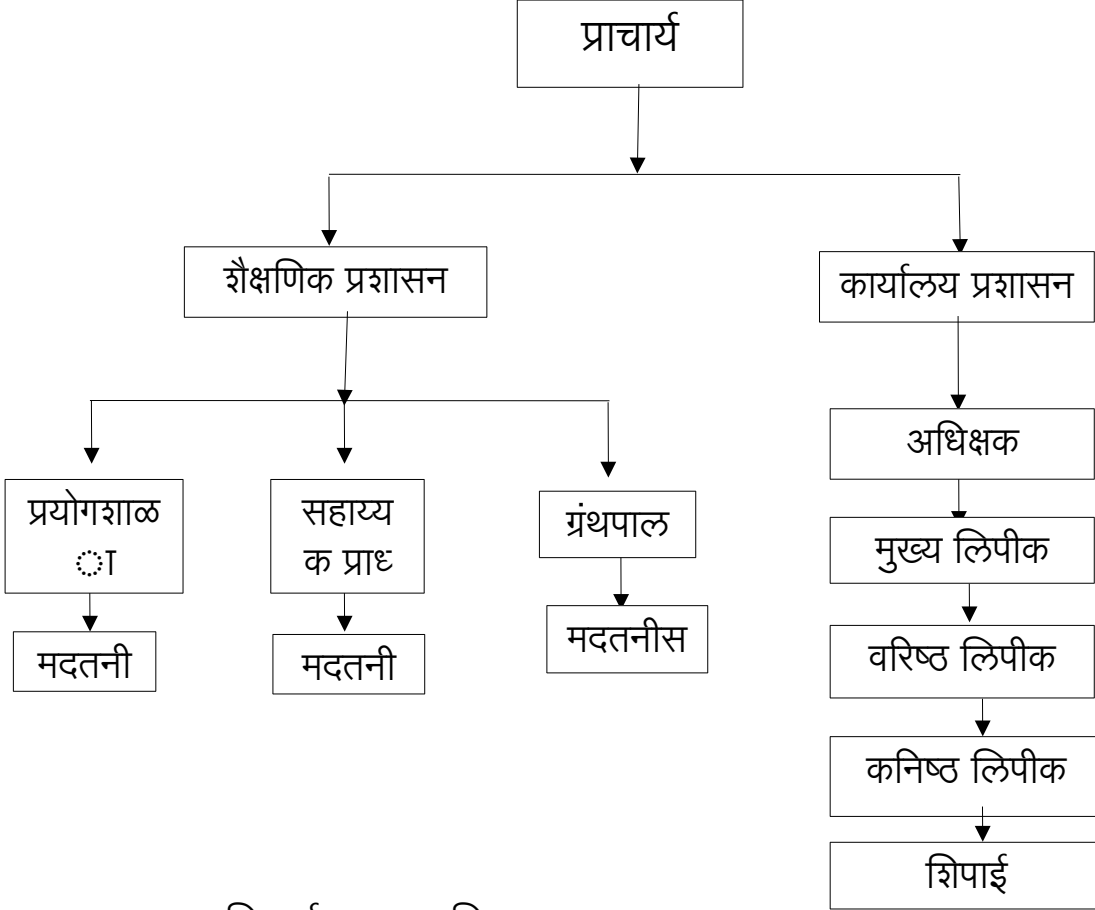 प्राचार्य
शैक्षणिक प्रशासन
कार्यालय प्रशासन
अधिक्षक
प्रयोगशाळ
ा
सहाय्य
क प्राध्
ग्रंथपाल
मुख्य लिपीक
मदतनी
मदतनी
मदतनीस
वरिष्ठ लिपीक
कनिष्ठ लिपीक
शिपाई